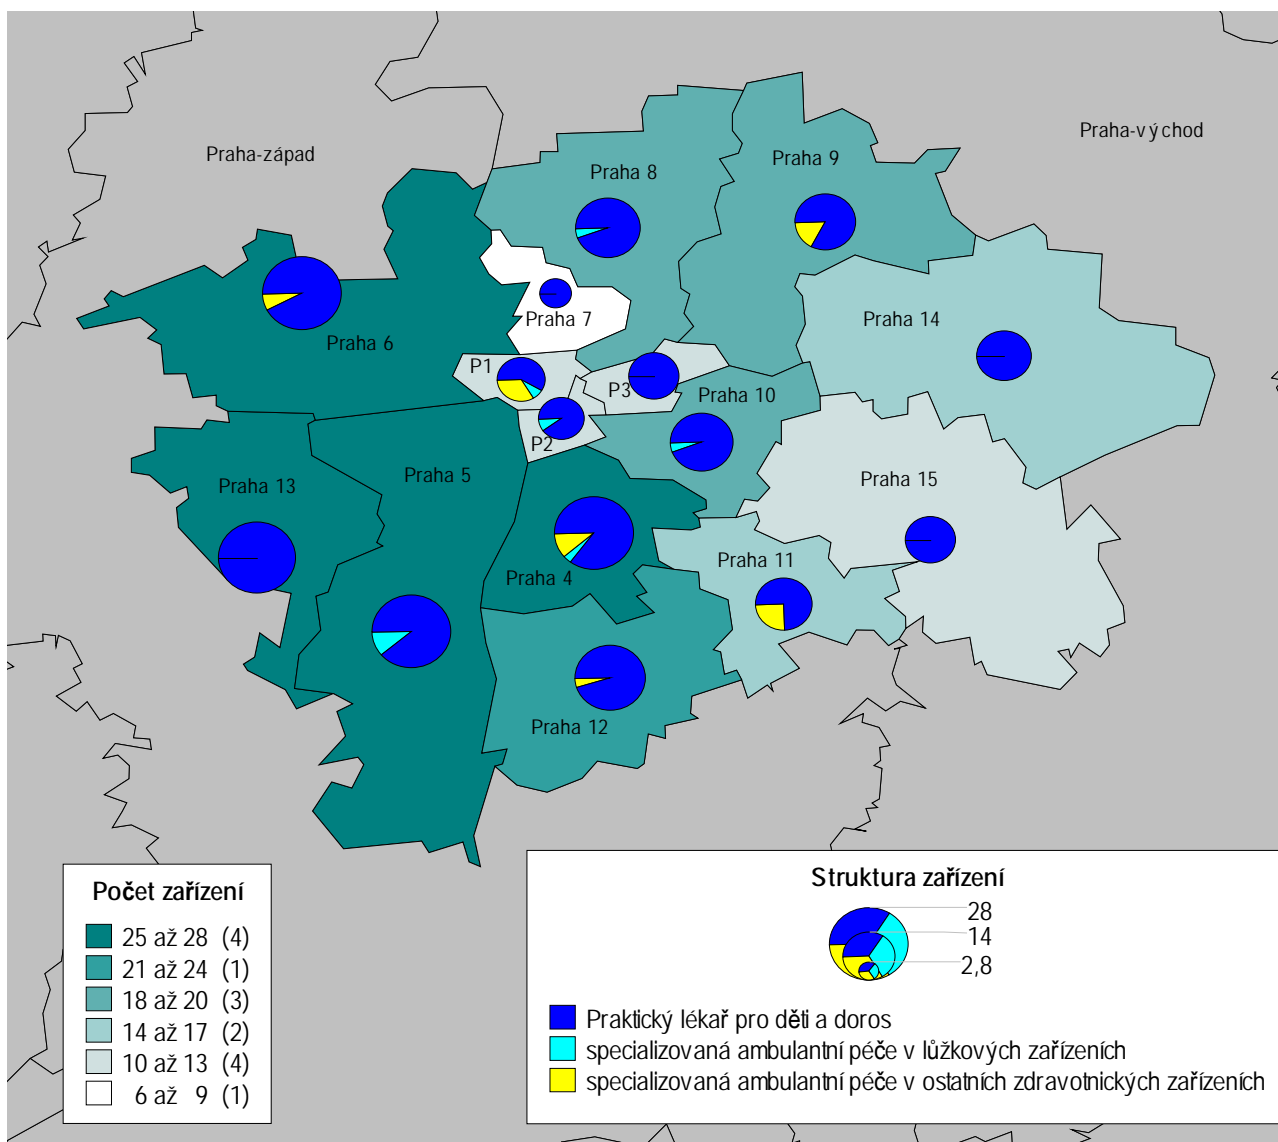 Praha-západ
Praha-východ
Praha 8
Praha 9
Praha 7
Praha 14
Praha 6
P1
P3
Praha 10
P2
Praha 5
Praha 15
Praha 13
Praha 11
Praha 4
Praha 12
Počet zařízení
25 až 28 (4)
21 až 24 (1)
18 až 20 (3)
14 až 17 (2)
10 až 13 (4)
6 až 9 (1)
Struktura zařízení
28
14
2,8
Praktický lékař pro děti a doros
specializovaná ambulantní péče v lůžkových zařízeních
specializovaná ambulantní péče v ostatních zdravotnických zařízeních